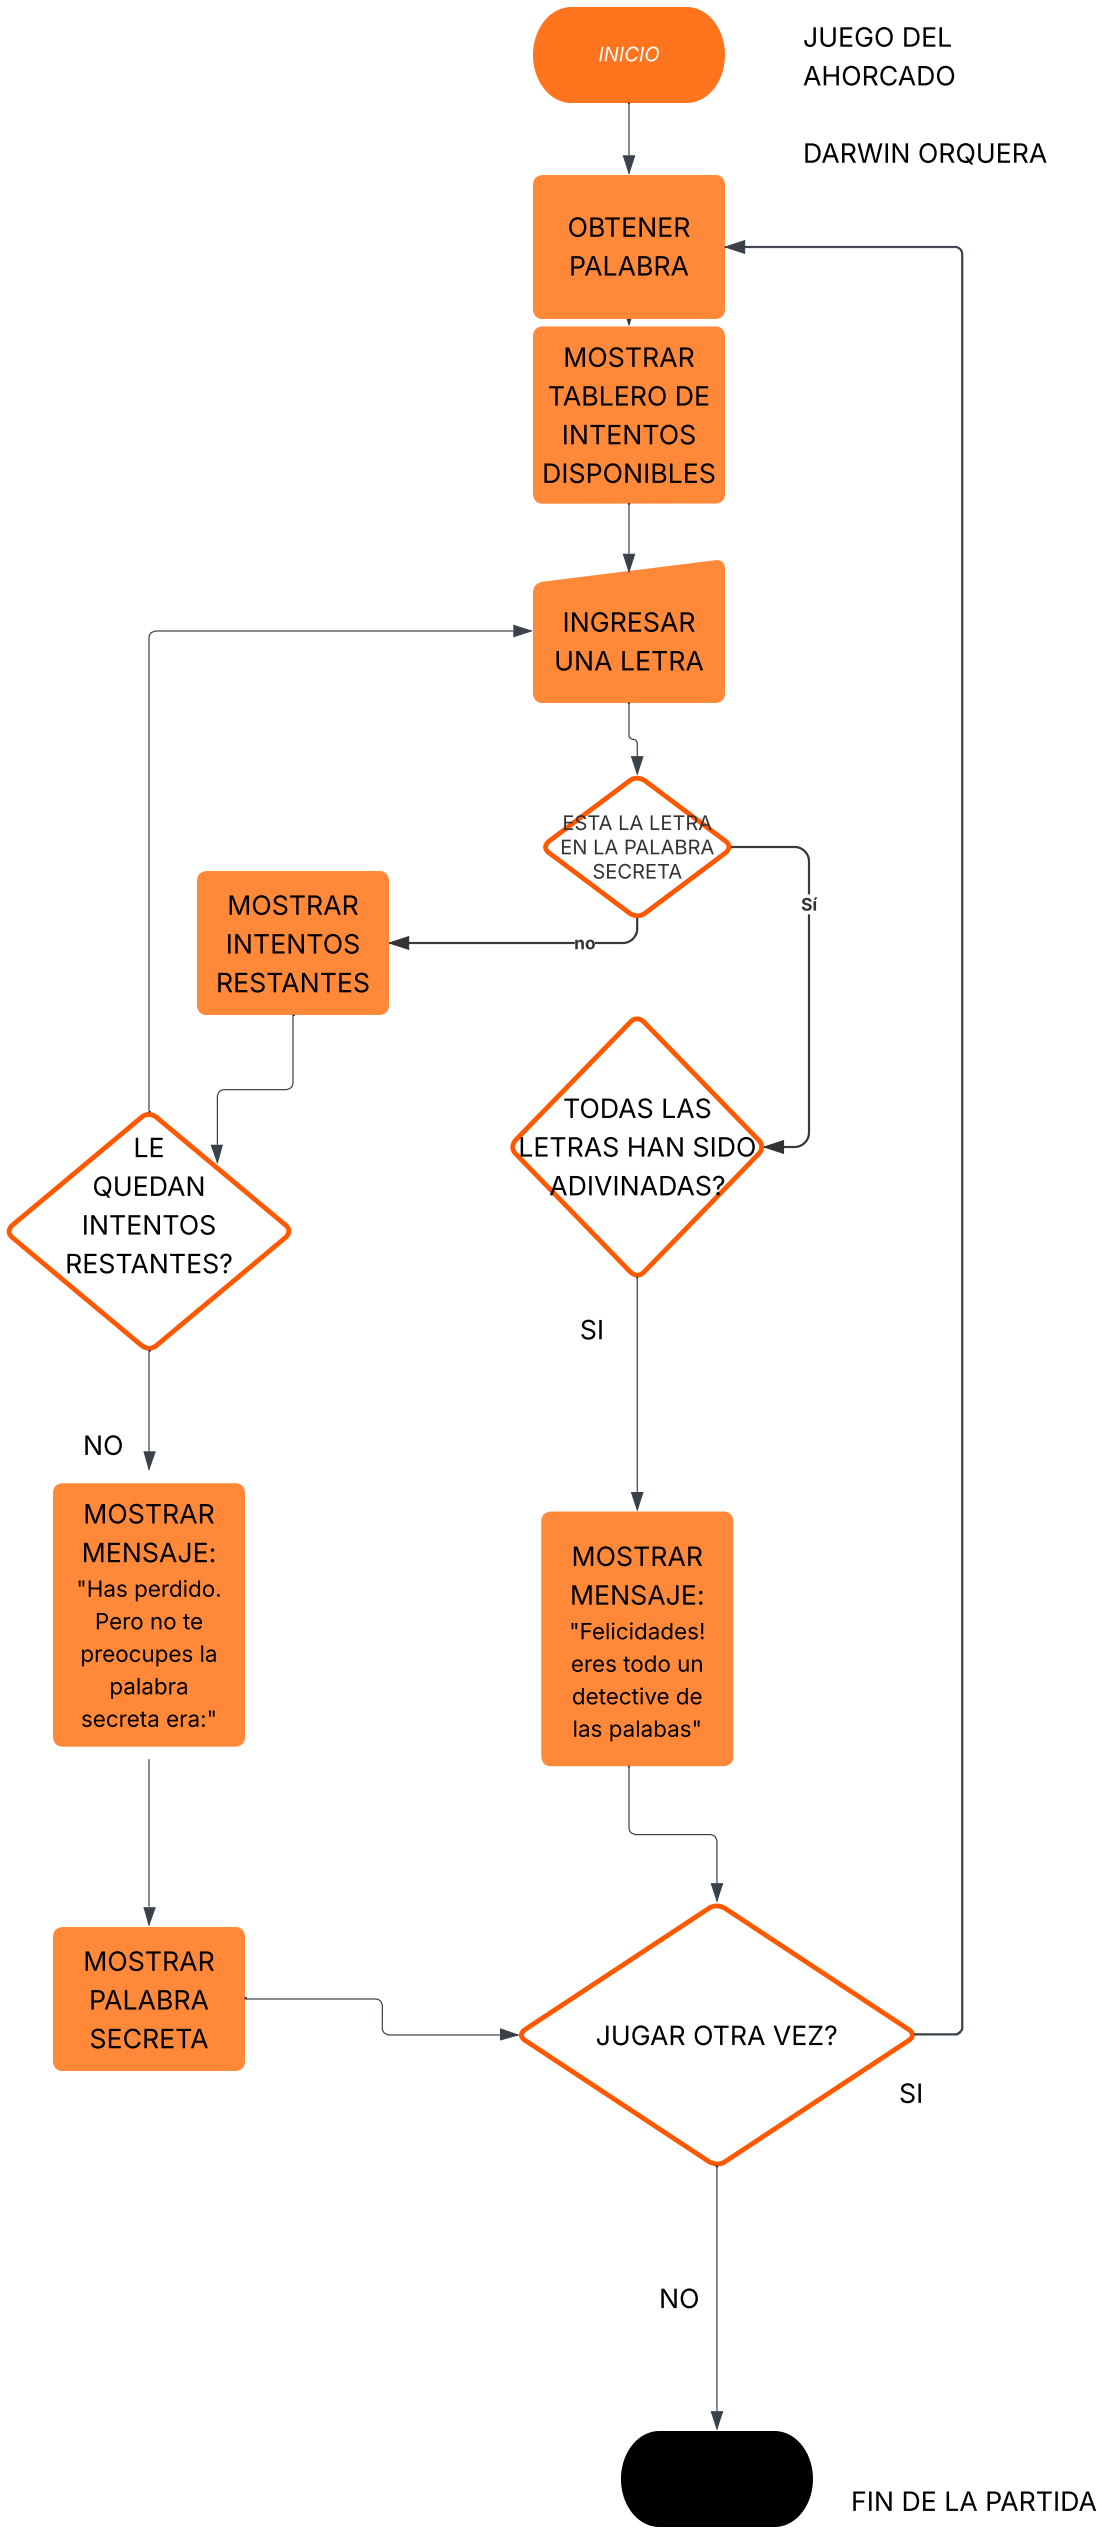 INICIO
JUEGO DEL
AHORCADO
DARWIN ORQUERA
OBTENER
PALABRA
MOSTRAR
TABLERO DE
INTENTOS
DISPONIBLES
INGRESAR
UNA LETRA
ESTA LA LETRA
EN LA PALABRA
SECRETA
Sí
no
MOSTRAR
INTENTOS
RESTANTES
TODAS LAS
LETRAS HAN SIDO
ADIVINADAS?
LE
QUEDAN
INTENTOS
RESTANTES?
SI
NO
MOSTRAR
MENSAJE:
"Has perdido.
Pero no te
preocupes la
palabra
secreta era:"
MOSTRAR
MENSAJE:
"Felicidades!
eres todo un
detective de
las palabas"
MOSTRAR
PALABRA
SECRETA
JUGAR OTRA VEZ?
SI
NO
FIN DE LA PARTIDA